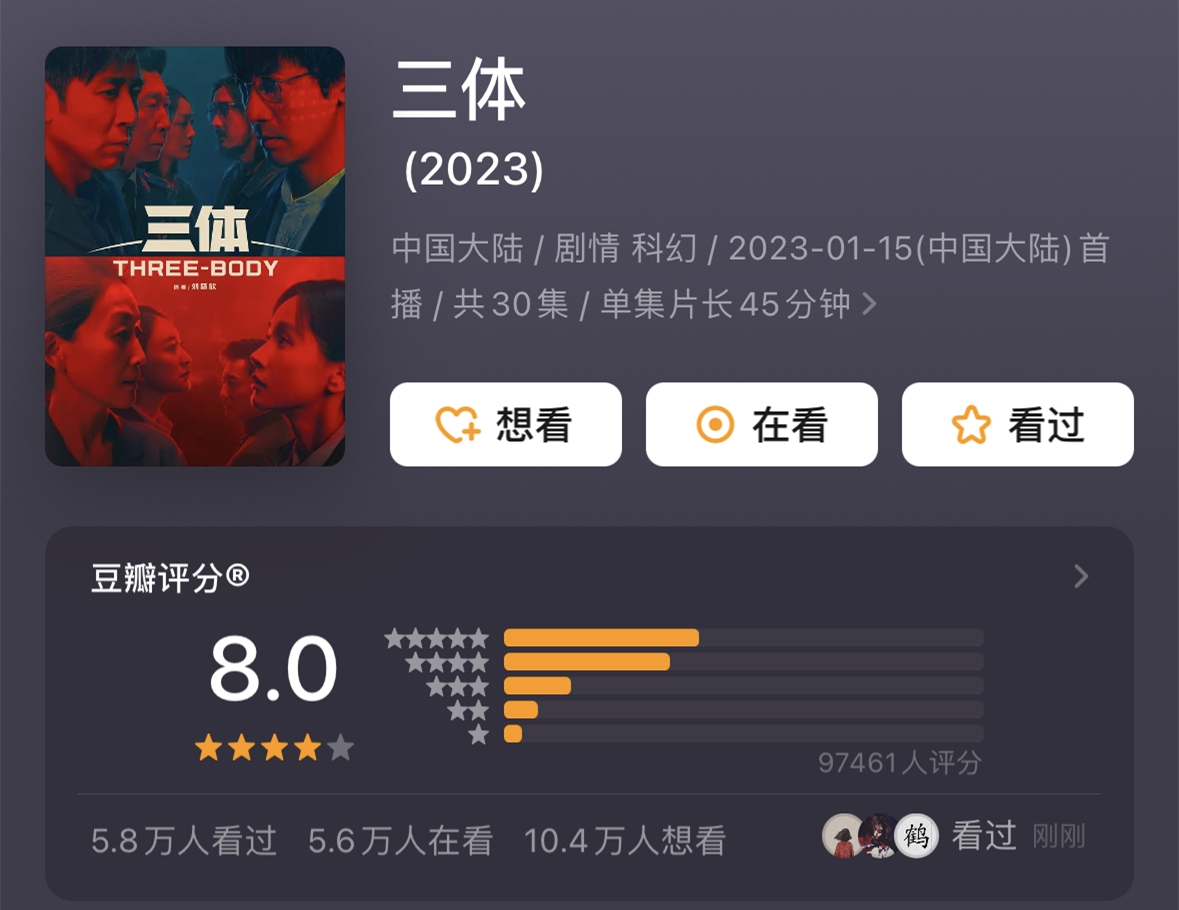 三体
(2023)
中国大陆 / 剧情 科幻 / 2023-01-15(中国大陆)首
播 / 共30集 / 单集片长45分钟
三体
THREE-BODY
原著/刘慈欣
想看
在看
看过
豆瓣评分®
8.0
97461人评分
5.8万人看过 5.6万人在看 10.4万人想看
鹤
看过 刚刚